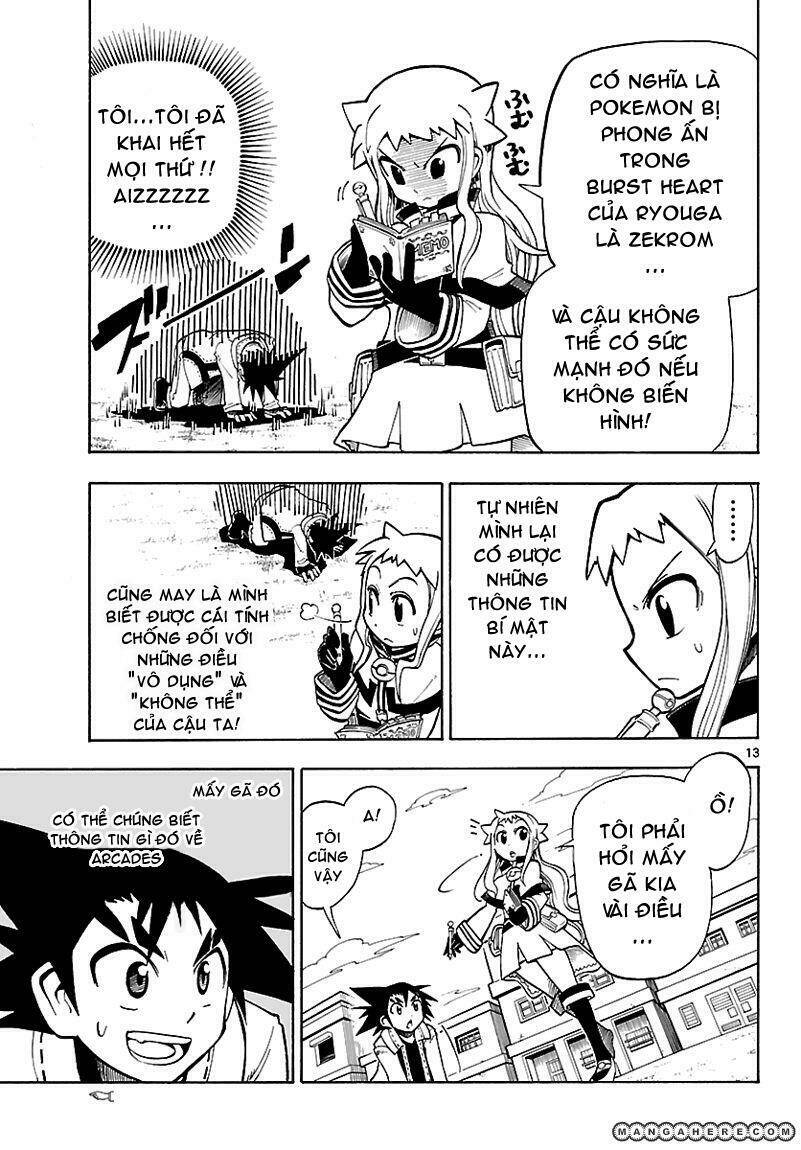 CÓ NGHĨA LÀ
POKEMON BỊ
PHONG ẤN
TRONG
BURST HEART
CỦA RYOUGA
LÀ ZEKROM
...
VÀ CẬU KHÔNG
THỂ CÓ SỨC
MẠNH ĐÓ NẾU
KHÔNG BIẾN
HÌNH!
ふむ
ふむ
MEMO
TÔI...TÔI ĐÃ
KHAI HẾT
MỌI THỨ!!
AIZZZZZZ
...
TỰ NHIÊN
MÌNH LẠI
CÓ ĐƯỢC
NHỮNG
THÔNG TIN
BÍ MẬT
NÀY...
CŨNG MAY LÀ MÌNH
BIẾT ĐƯỢC CÁI TÍNH
CHỐNG ĐỐI VỚI
NHỮNG ĐIỀU
"VÔ DỤNG" VÀ
"KHÔNG THỂ"
CỦA CẬU TA!
13
Ồ!
TÔI PHẢI
HỎI MẤY
GÃ KIA
VÀI ĐIỀU
...
A!
TÔI
CŨNG
VẬY
MẤY GÃ ĐÓ
CÓ THỂ CHÚNG BIẾT
THÔNG TIN GÌ ĐÓ VỀ
ARCADES
MANGAHERE.COM